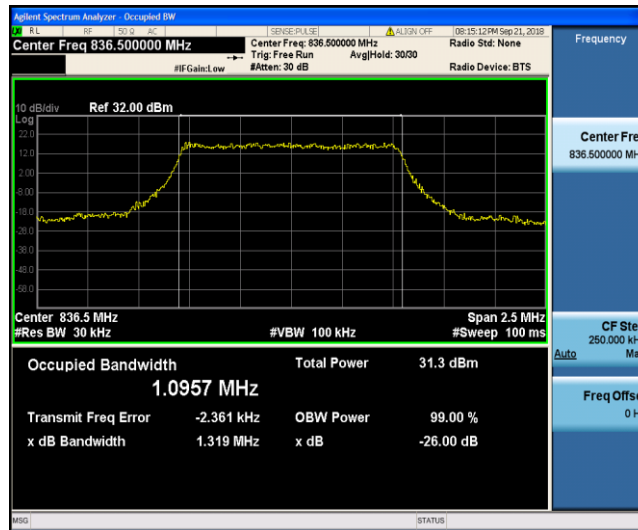 Agilent Spectrum Analyzer - Occupied BW
RL RF 50 Ω AC SENSE:PULSE ALIGN OFF 08:15:12 PM Sep 21, 2018
Center Freq 836.500000 MHz Center Freq: 836.500000 MHz Radio Std: None Frequency
Trig: Free Run Avg|Hold: 30/30
#IFGain:Low #Atten: 30 dB Radio Device: BTS
10 dB/div Ref 32.00 dBm
Log
22.0
12.0
2.00
-8.00
-18.0
-28.0
-38.0
-48.0
-58.0
Center Fre
836.500000 MH
Center 836.5 MHz Span 2.5 MHz
#Res BW 30 kHz #VBW 100 kHz #Sweep 100 ms
CF Ste
250.000 kH
Auto Ma
Occupied Bandwidth Total Power 31.3 dBm
1.0957 MHz
Transmit Freq Error -2.361 kHz OBW Power 99.00 %
x dB Bandwidth 1.319 MHz x dB -26.00 dB
Freq Offse
0 H
MSG STATUS